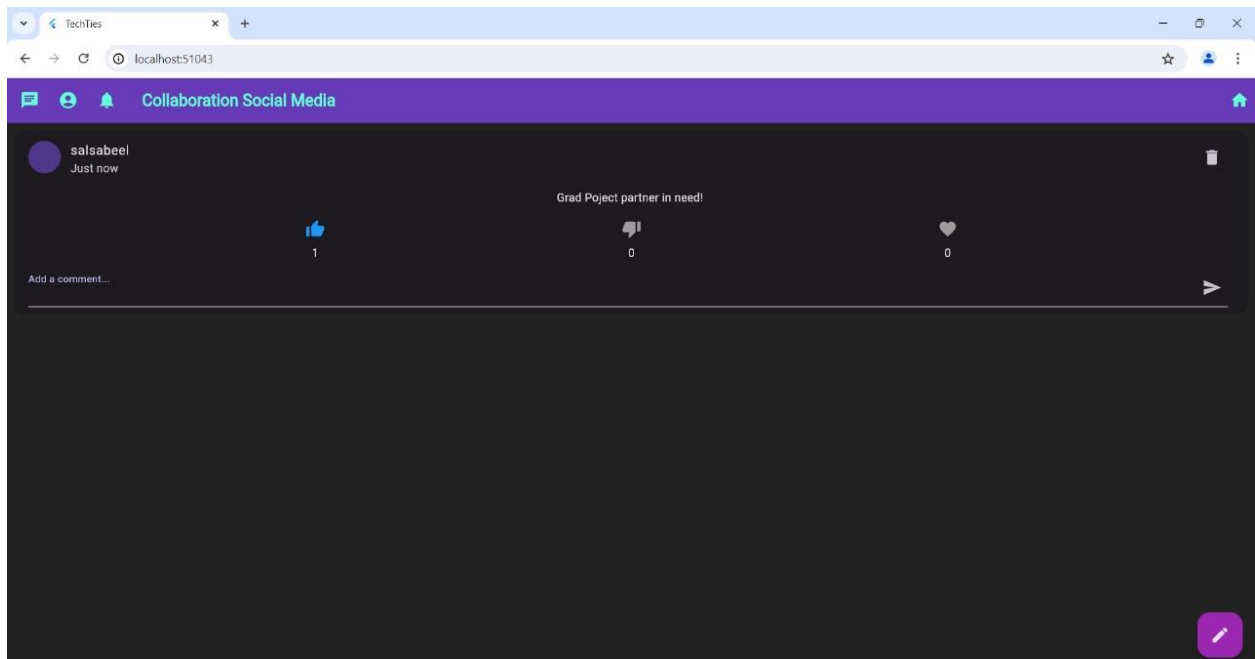 TechTies
localhost:51043
Collaboration Social Media
salsabeel
Just now
Grad Poject partner in need!
1 0 0
Add a comment...